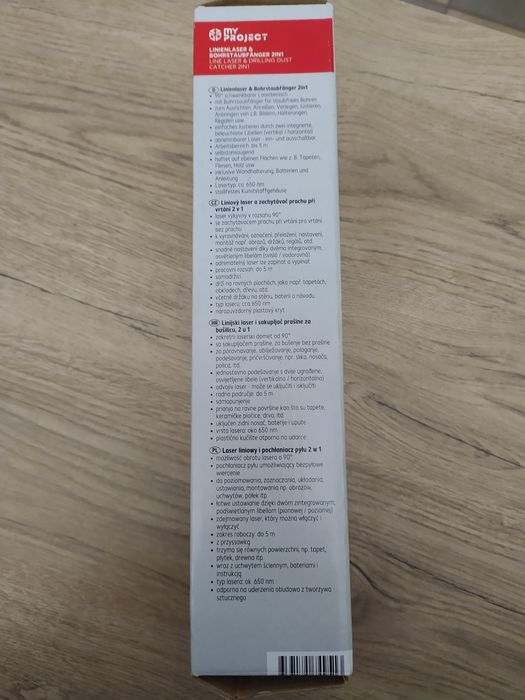 MY
PROJECT
LINIENLASER &
BOHRSTAUBFÄNGER 2IN1
LINE LASER & DRILLING DUST
CATCHER 2IN1
D Linienlaser & Bohrstaubfänger 2in1
• 90° schwenkbarer Laserbereich
• mit Bohrstaubfänger für staubfreies Bohren
• zum Ausrichten, Anreißen, Verlegen, Justieren,
Anbringen von z.B. Bildern, Halterungen,
Regalen usw.
• einfaches Justieren durch zwei integrierte,
beleuchtete Libellen (vertikal / horizontal)
• abnehmbarer Laser - ein- und ausschaltbar
• Arbeitsbereich: bis 5 m
• selbstansaugend
• haftet auf ebenen Flächen wie z. B. Tapeten,
Fliesen, Holz usw.
• inklusive Wandhalterung, Batterien und
Anleitung
• Lasertyp: ca. 650 nm
• stoßfestes Kunststoffgehäuse
CZ Liniový laser a zachytávač prachu při
vrtání 2 v 1
• laser výkyvný v rozsahu 90°
• se zachytávačem prachu při vrtání pro vrtání
bez prachu
• k vyrovnávání, označení, přeložení, nastavení,
montáž např. obrazů, držáků, regálů, atd.
• snadné nastavení díky dvěma integrovaným,
osvětleným libelám (svislá / vodorovná)
• odnímatelný laser lze zapínat a vypínat
• pracovní rozsah: do 5 m
• samodržící
• drží na rovných plochách, jako např. tapetách,
obkladech, dřevu, atd.
• včetně držáku na stěnu, baterií a návodu
• typ laseru: cca 650 nm
• nárazuvzdorný plastový kryt
HR Linijski laser i sakupljač prašine za
bušilicu, 2 u 1
• zakretni laserski domet od 90°
• sa sakupljačem prašine, za bušenje bez prašine
• za poravnavanje, obilježavanje, polaganje,
podešavanje, pričvršćivanje, npr. slika, nosača,
polica, itd.
• jednostavno podešavanje s dvije ugrađene,
osvijetljene libele (vertikalno / horizontalno)
• odvojiv laser - može se uključiti i isključiti
• radno područje: do 5 m
• samopunjenje
• prianja na ravne površine kao što su tapete,
keramičke pločice, drvo, itd.
• uključen zidni nosač, baterije i upute
• vrsta lasera: oko 650 nm
• plastično kućište otporno na udarce
PL Laser liniowy i pochłaniacz pyłu 2 w 1
• możliwość obrotu lasera o 90°
• pochłaniacz pyłu umożliwiający bezpyłowe
wiercenie
• do poziomowania, zaznaczania, układania,
ustawiania, montowania np. obrazów,
uchwytów, półek itp.
• łatwe ustawianie dzięki dwóm zintegrowanym,
podświetlanym libellom (pionowej / poziomej)
• zdejmowany laser, który można włączyć i
wyłączyć
• zakres roboczy: do 5 m
• z przyssawką
• trzyma się równych powierzchni, np. tapet,
płytek, drewna itp.
• wraz z uchwytem ściennym, bateriami i
instrukcją
• typ lasera: ok. 650 nm
• odporna na uderzenia obudowa z tworzywa
sztucznego